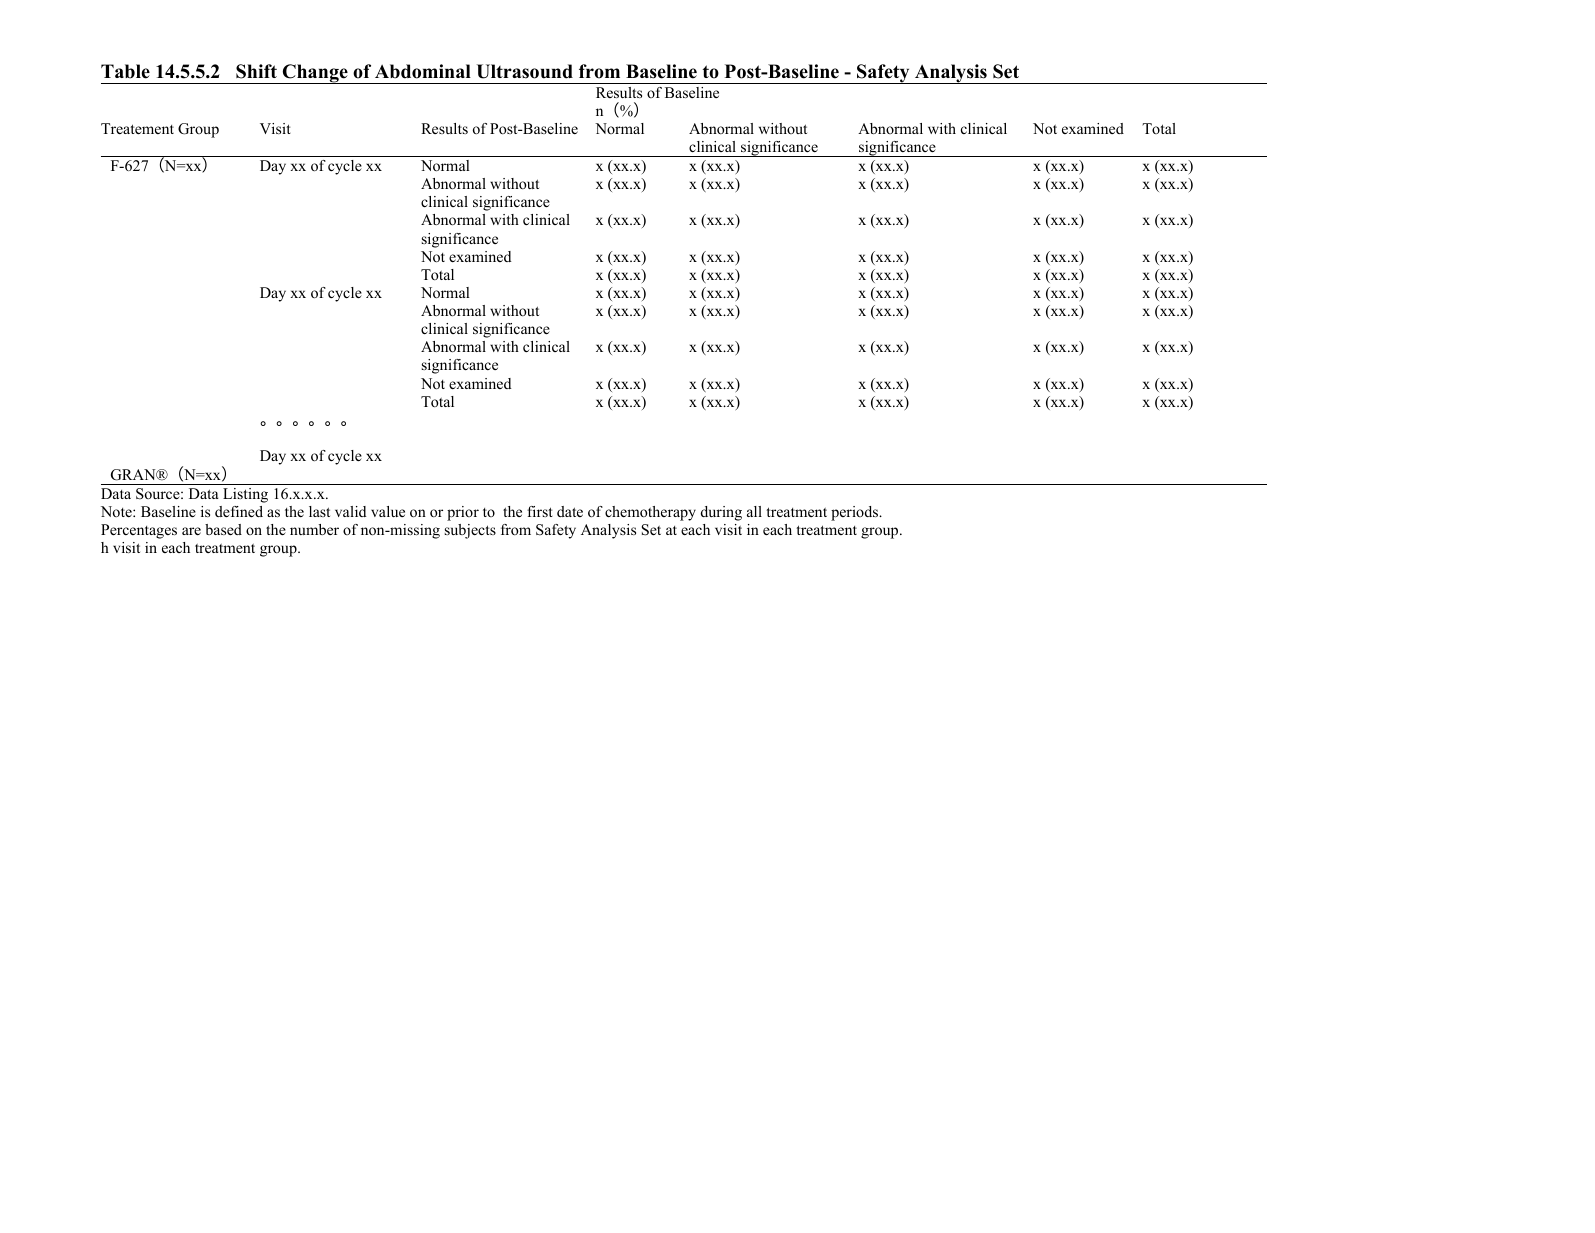 Table 14.5.5.2   Shift Change of Abdominal Ultrasound from Baseline to Post-Baseline - Safety Analysis Set
Results of Baseline
n（%）
Treatement Group Visit Results of Post-Baseline Normal Abnormal without Abnormal with clinical Not examined Total
clinical significance significance
F-627（N=xx） Day xx of cycle xx Normal x (xx.x) x (xx.x) x (xx.x) x (xx.x) x (xx.x)
Abnormal without x (xx.x) x (xx.x) x (xx.x) x (xx.x) x (xx.x)
clinical significance
Abnormal with clinical x (xx.x) x (xx.x) x (xx.x) x (xx.x) x (xx.x)
significance
Not examined x (xx.x) x (xx.x) x (xx.x) x (xx.x) x (xx.x)
Total x (xx.x) x (xx.x) x (xx.x) x (xx.x) x (xx.x)
Day xx of cycle xx Normal x (xx.x) x (xx.x) x (xx.x) x (xx.x) x (xx.x)
Abnormal without x (xx.x) x (xx.x) x (xx.x) x (xx.x) x (xx.x)
clinical significance
Abnormal with clinical x (xx.x) x (xx.x) x (xx.x) x (xx.x) x (xx.x)
significance
Not examined x (xx.x) x (xx.x) x (xx.x) x (xx.x) x (xx.x)
Total x (xx.x) x (xx.x) x (xx.x) x (xx.x) x (xx.x)
。。。。。。
Day xx of cycle xx
GRAN®（N=xx）
Data Source: Data Listing 16.x.x.x.
Note: Baseline is defined as the last valid value on or prior to  the first date of chemotherapy during all treatment periods.
Percentages are based on the number of non-missing subjects from Safety Analysis Set at each visit in each treatment group.
h visit in each treatment group.